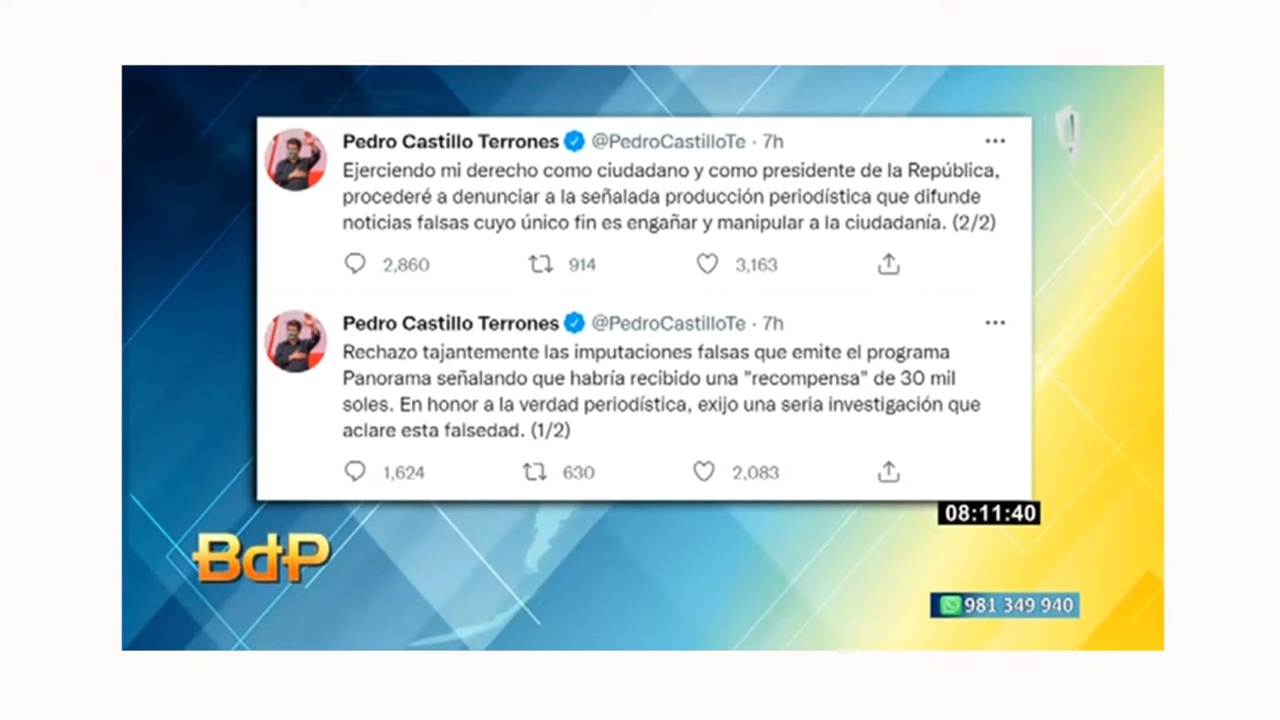 Pedro Castillo Terrones @PedroCastilloTe · 7h
Ejerciendo mi derecho como ciudadano y como presidente de la República,
procederé a denunciar a la señalada producción periodística que difunde
noticias falsas cuyo único fin es engañar y manipular a la ciudadanía. (2/2)
2,860 914 3,163
Pedro Castillo Terrones @PedroCastilloTe · 7h
Rechazo tajantemente las imputaciones falsas que emite el programa
Panorama señalando que habría recibido una "recompensa" de 30 mil
soles. En honor a la verdad periodística, exijo una seria investigación que
aclare esta falsedad. (1/2)
1,624 630 2,083
08:11:40
BdP
981 349 940